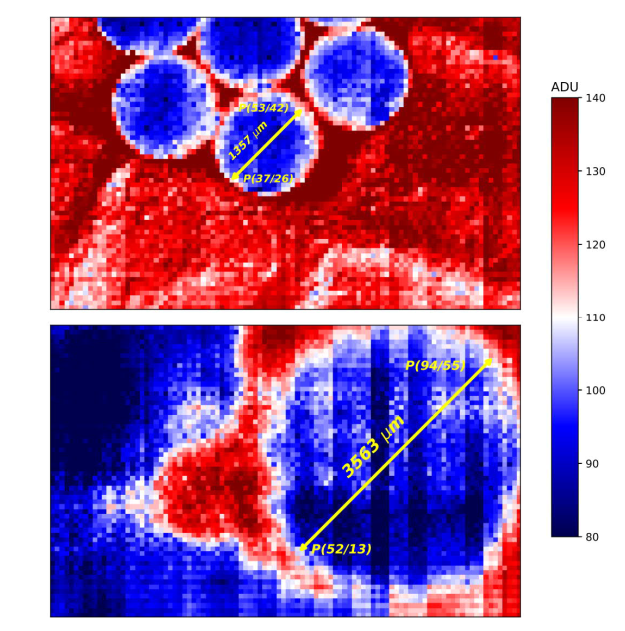 ADU
P(53/42)
1357 μm
P(37/26)
140
130
120
110
100
90
80
P(94/55)
3563 μm
P(52/13)